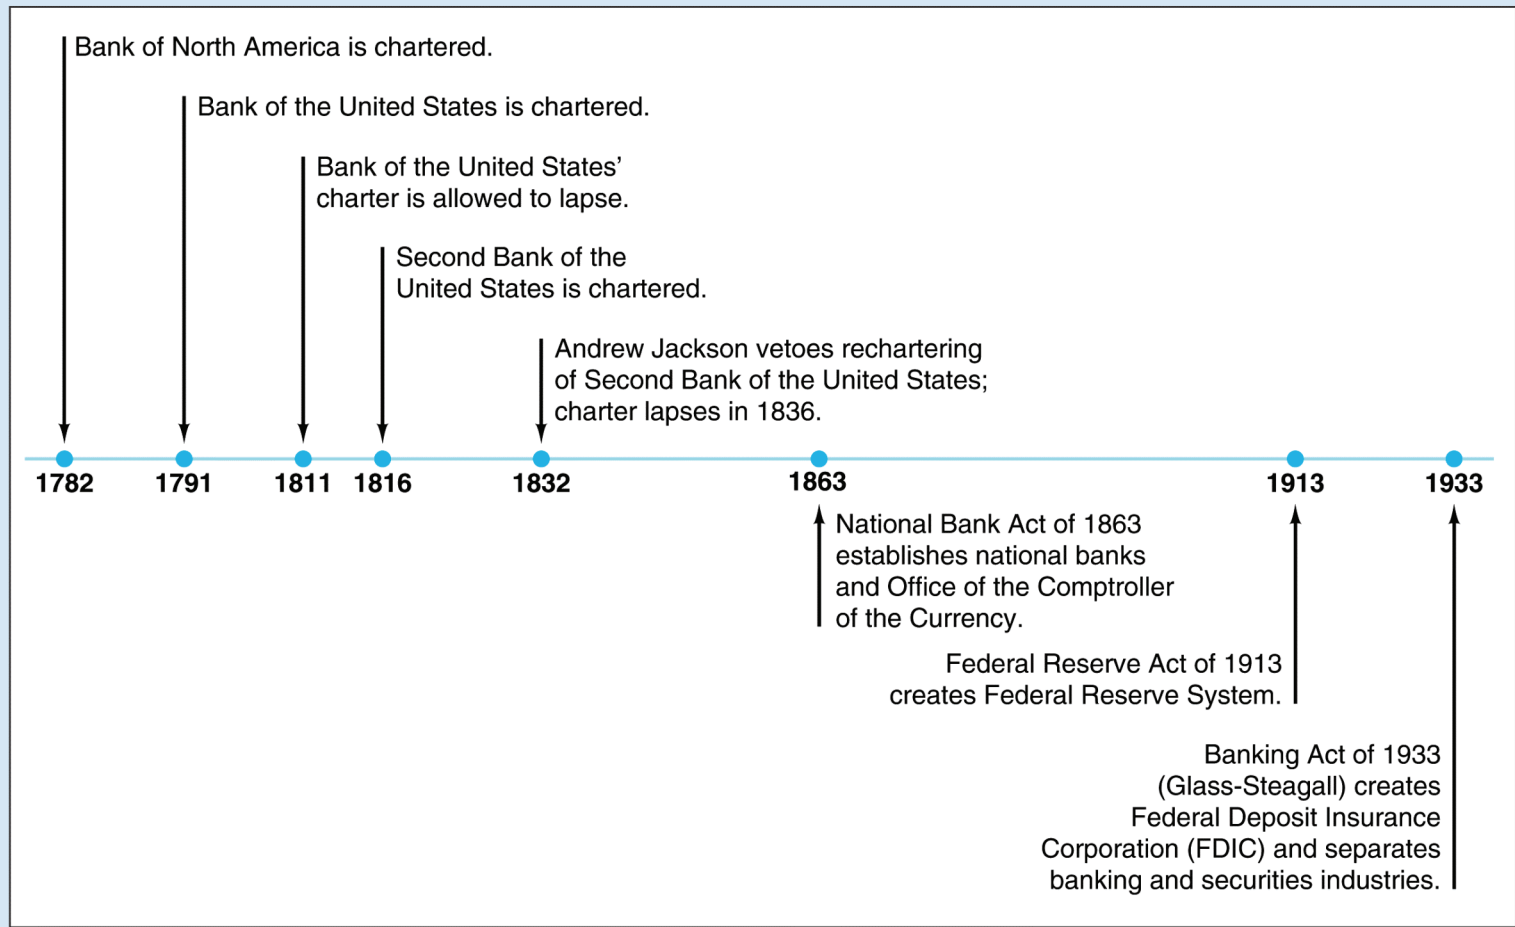 Bank of North America is chartered.
Bank of the United States is chartered.
Bank of the United States’
charter is allowed to lapse.
Second Bank of the
United States is chartered.
Andrew Jackson vetoes rechartering
of Second Bank of the United States;
charter lapses in 1836.
1782 1791 1811 1816 1832 1863 1913 1933
National Bank Act of 1863
establishes national banks
and Office of the Comptroller
of the Currency.
Federal Reserve Act of 1913
creates Federal Reserve System.
Banking Act of 1933
(Glass-Steagall) creates
Federal Deposit Insurance
Corporation (FDIC) and separates
banking and securities industries.